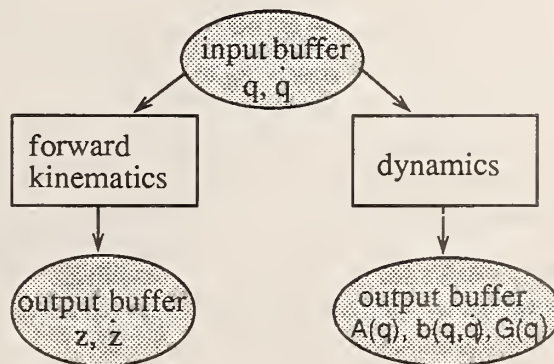 input buffer
q, q̇
forward
kinematics
dynamics
output buffer
z, ż
output buffer
A(q), b(q,q̇), G(q)